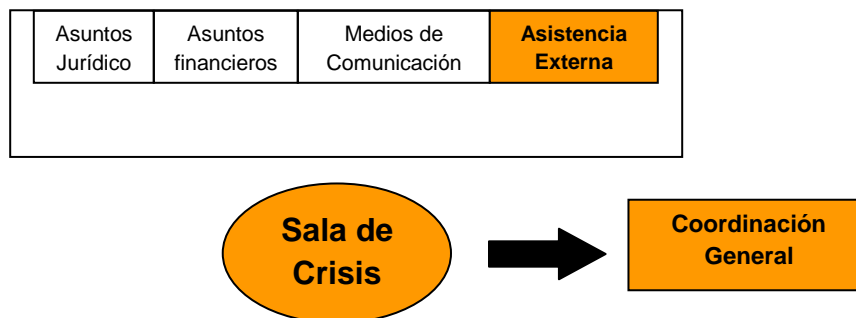 Asuntos
Jurídico
Asuntos
financieros
Medios de
Comunicación
Asistencia
Externa
Sala de
Crisis
Coordinación
General